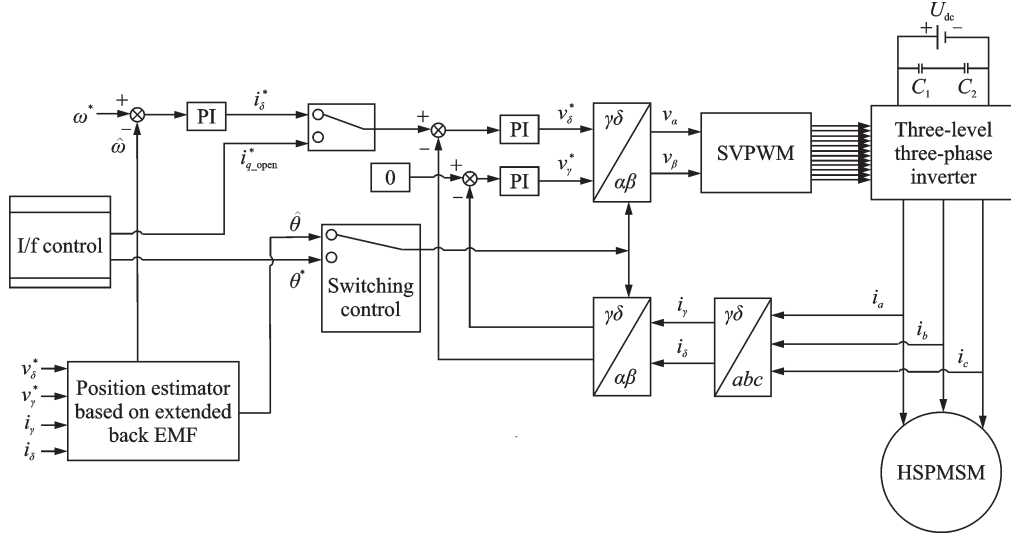 U_dc
+ −
C_1 C_2
ω^*
+
−
ω̂
PI
i_δ^*
i_{q_open}^*
+
−
PI
v_δ^*
0
+
−
PI
v_γ^*
γδ
αβ
v_α
v_β
SVPWM
Three-level
three-phase
inverter
I/f control
θ̂
θ^*
Switching
control
γδ
αβ
i_γ
i_δ
γδ
abc
i_a
i_b
i_c
v_δ^*
v_γ^*
i_γ
i_δ
Position estimator
based on extended
back EMF
HSPMSM